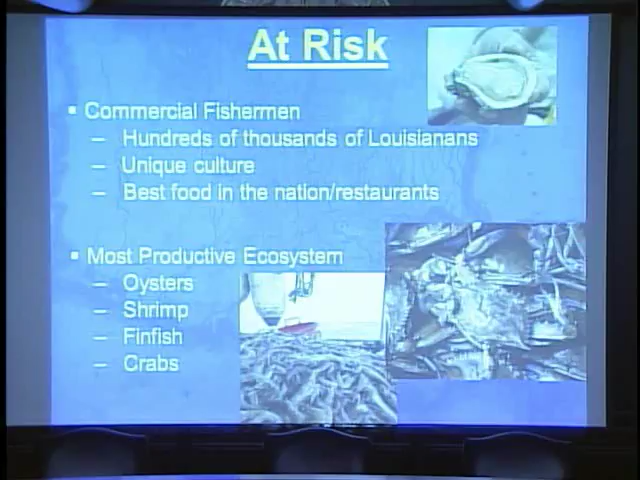 At Risk
▪ Commercial Fishermen
– Hundreds of thousands of Louisianans
– Unique culture
– Best food in the nation/restaurants
▪ Most Productive Ecosystem
– Oysters
– Shrimp
– Finfish
– Crabs